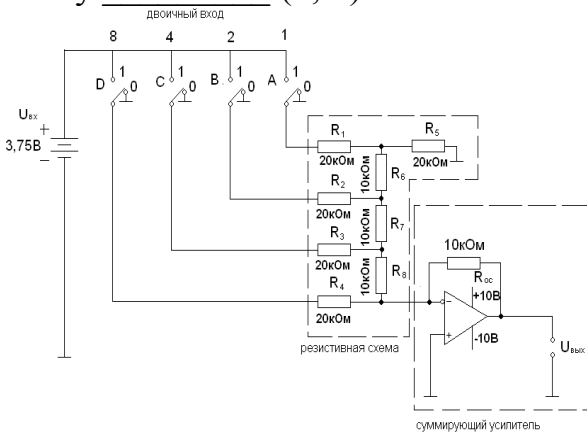 двоичный вход
8 4 2 1
D 1 0 C 1 0 B 1 0 A 1 0
Uвх
+
3,75В
−
R1 R5
20кОм 20кОм
R6
10кОм
R2
20кОм
R7
10кОм
R3
20кОм
R8
10кОм
R4
20кОм
10кОм
Rос
+10В
-10В
+
Uвых
резистивная схема
суммирующий усилитель